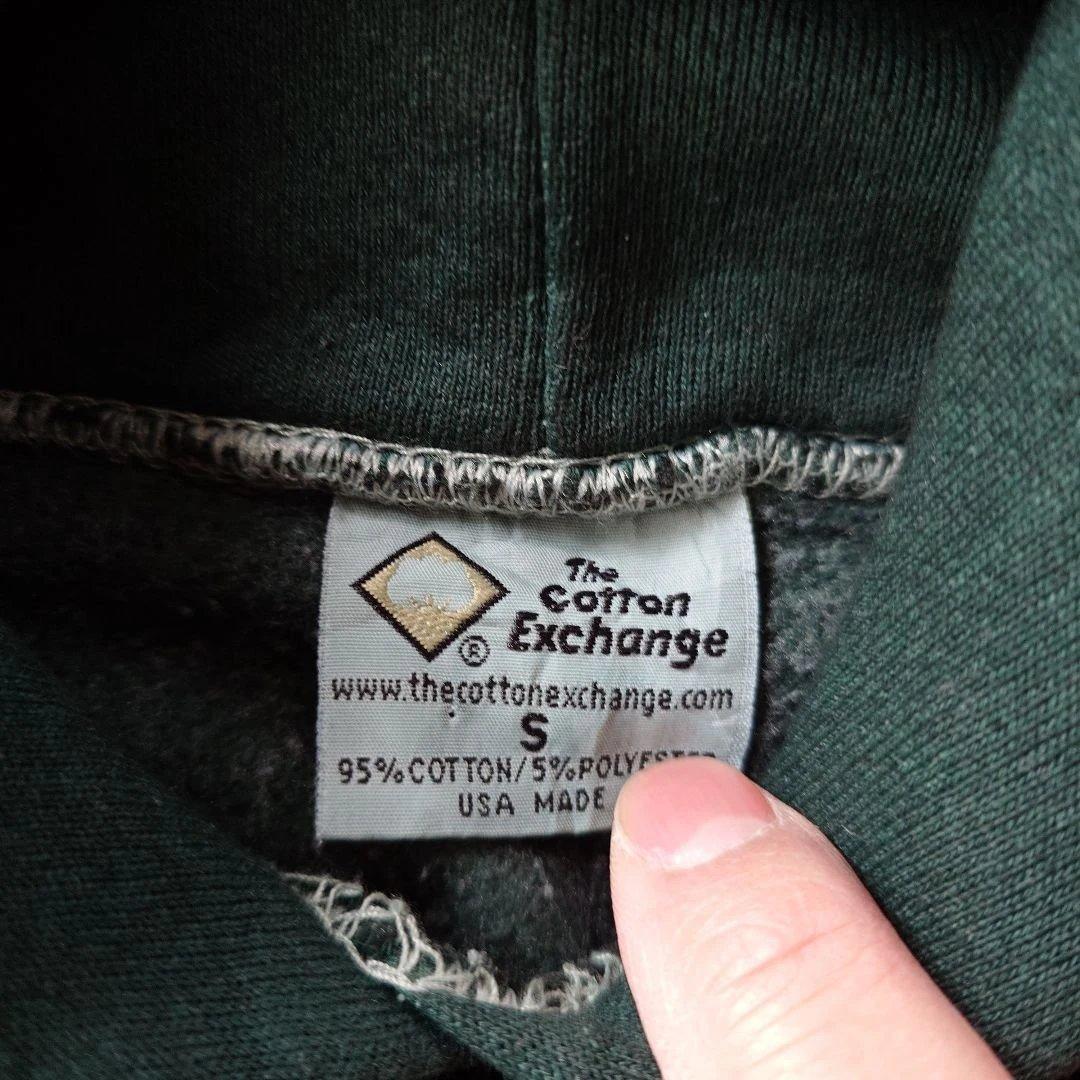 The
Cotton
Exchange
®
www.thecottonexchange.com
S
95%COTTON/5%POLYESTER
USA MADE